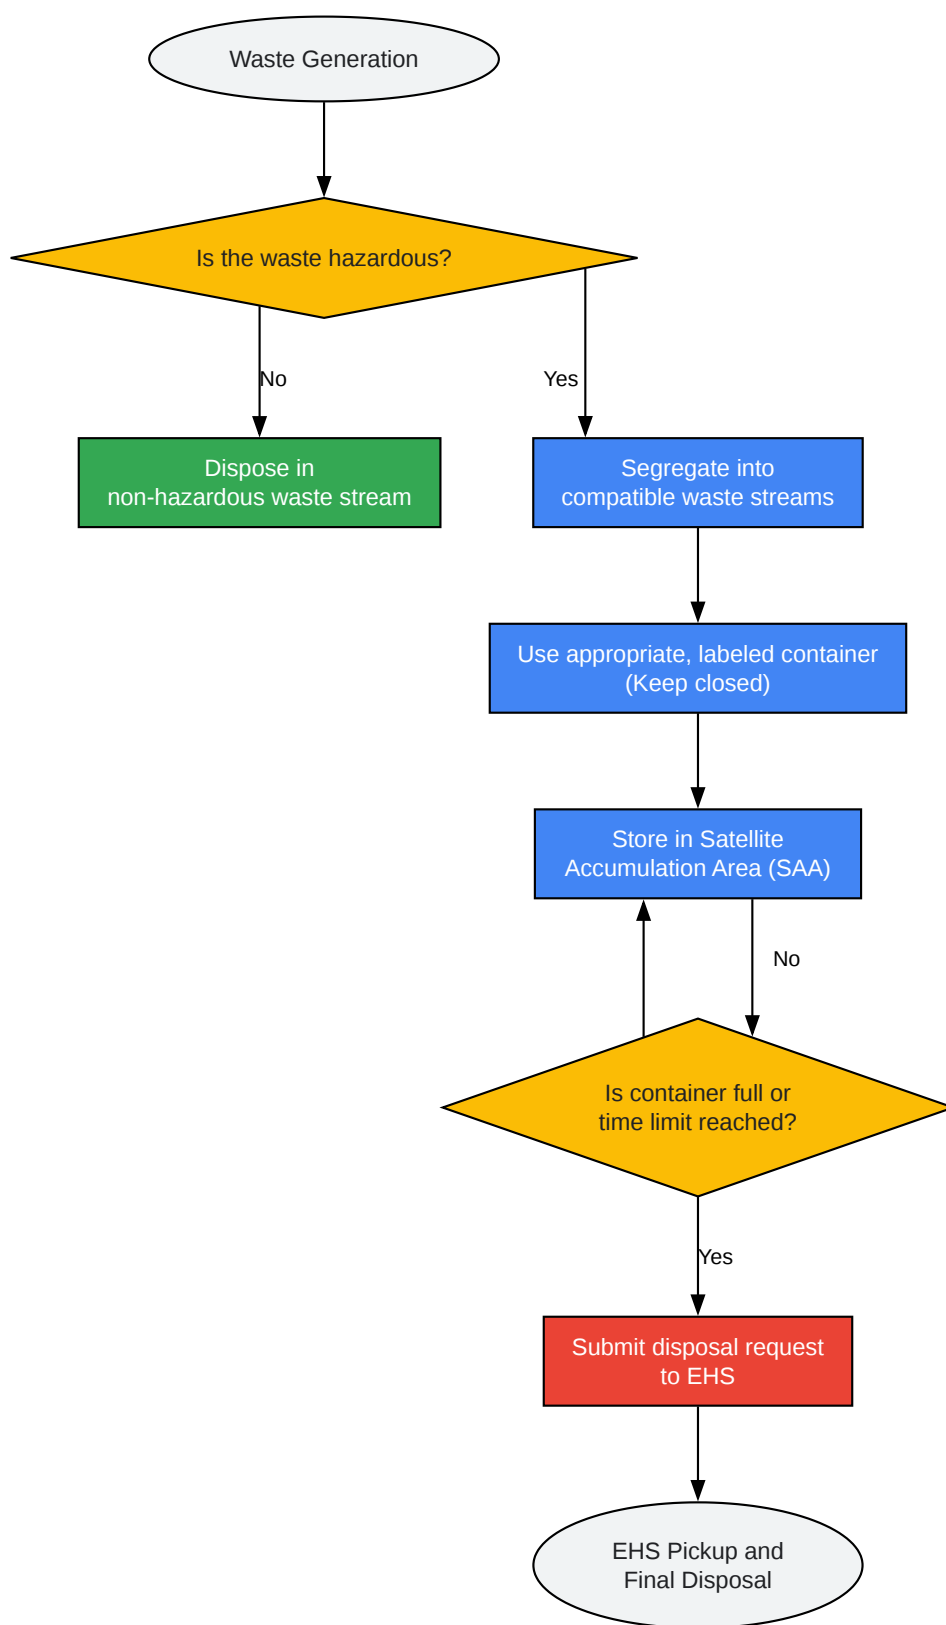 Waste Generation
Is the waste hazardous?
No
Yes
Dispose in
non-hazardous waste stream
Segregate into
compatible waste streams
Use appropriate, labeled container
(Keep closed)
Store in Satellite
Accumulation Area (SAA)
No
Is container full or
time limit reached?
Yes
Submit disposal request
to EHS
EHS Pickup and
Final Disposal